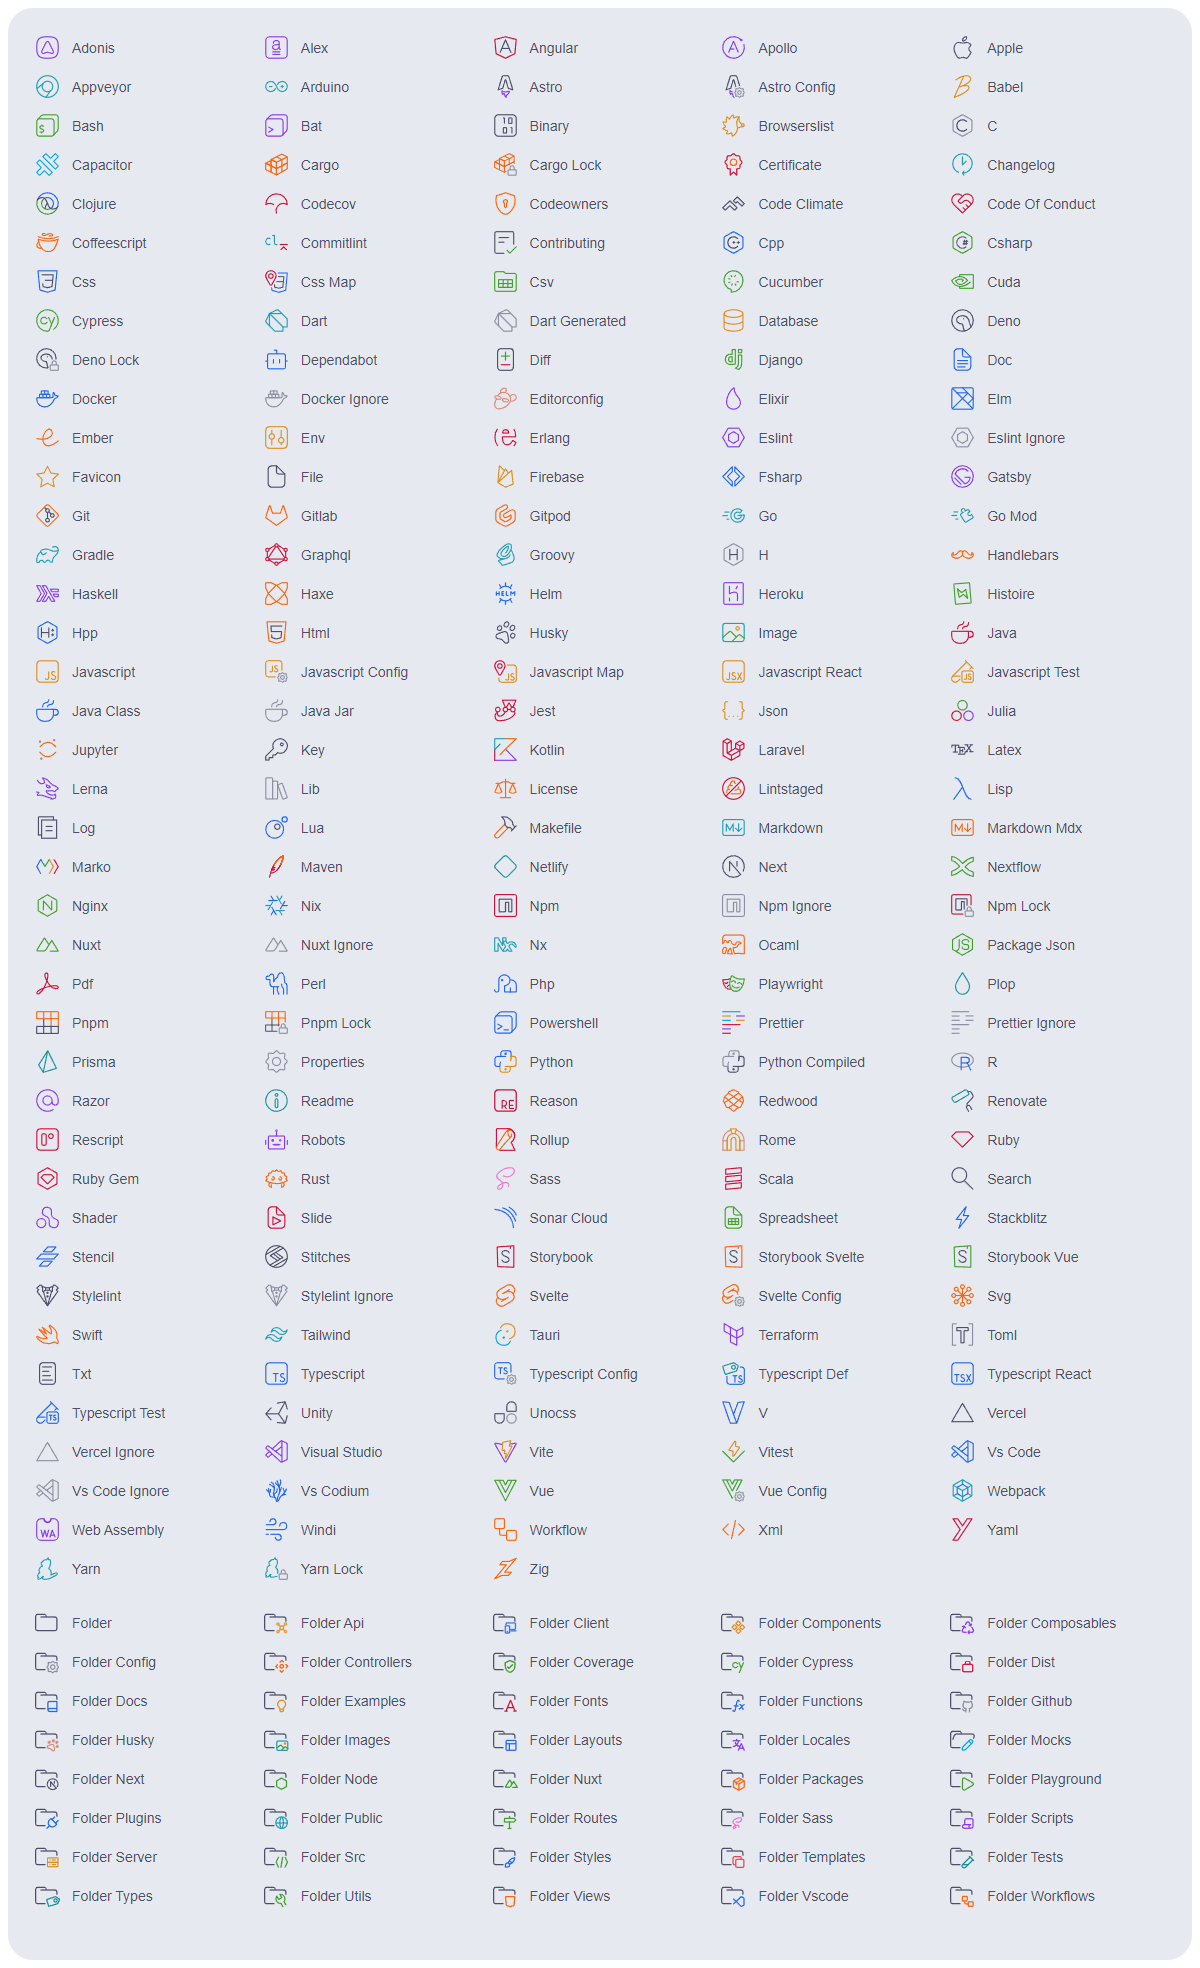 Adonis Alex Angular Apollo Apple
Appveyor Arduino Astro Astro Config Babel
Bash Bat Binary Browserslist C
Capacitor Cargo Cargo Lock Certificate Changelog
Clojure Codecov Codeowners Code Climate Code Of Conduct
Coffeescript Commitlint Contributing Cpp Csharp
Css Css Map Csv Cucumber Cuda
Cypress Dart Dart Generated Database Deno
Deno Lock Dependabot Diff Django Doc
Docker Docker Ignore Editorconfig Elixir Elm
Ember Env Erlang Eslint Eslint Ignore
Favicon File Firebase Fsharp Gatsby
Git Gitlab Gitpod Go Go Mod
Gradle Graphql Groovy H Handlebars
Haskell Haxe Helm Heroku Histoire
Hpp Html Husky Image Java
Javascript Javascript Config Javascript Map Javascript React Javascript Test
Java Class Java Jar Jest Json Julia
Jupyter Key Kotlin Laravel Latex
Lerna Lib License Lintstaged Lisp
Log Lua Makefile Markdown Markdown Mdx
Marko Maven Netlify Next Nextflow
Nginx Nix Npm Npm Ignore Npm Lock
Nuxt Nuxt Ignore Nx Ocaml Package Json
Pdf Perl Php Playwright Plop
Pnpm Pnpm Lock Powershell Prettier Prettier Ignore
Prisma Properties Python Python Compiled R
Razor Readme Reason Redwood Renovate
Rescript Robots Rollup Rome Ruby
Ruby Gem Rust Sass Scala Search
Shader Slide Sonar Cloud Spreadsheet Stackblitz
Stencil Stitches Storybook Storybook Svelte Storybook Vue
Stylelint Stylelint Ignore Svelte Svelte Config Svg
Swift Tailwind Tauri Terraform Toml
Txt Typescript Typescript Config Typescript Def Typescript React
Typescript Test Unity Unocss V Vercel
Vercel Ignore Visual Studio Vite Vitest Vs Code
Vs Code Ignore Vs Codium Vue Vue Config Webpack
Web Assembly Windi Workflow Xml Yaml
Yarn Yarn Lock Zig
Folder Folder Api Folder Client Folder Components Folder Composables
Folder Config Folder Controllers Folder Coverage Folder Cypress Folder Dist
Folder Docs Folder Examples Folder Fonts Folder Functions Folder Github
Folder Husky Folder Images Folder Layouts Folder Locales Folder Mocks
Folder Next Folder Node Folder Nuxt Folder Packages Folder Playground
Folder Plugins Folder Public Folder Routes Folder Sass Folder Scripts
Folder Server Folder Src Folder Styles Folder Templates Folder Tests
Folder Types Folder Utils Folder Views Folder Vscode Folder Workflows